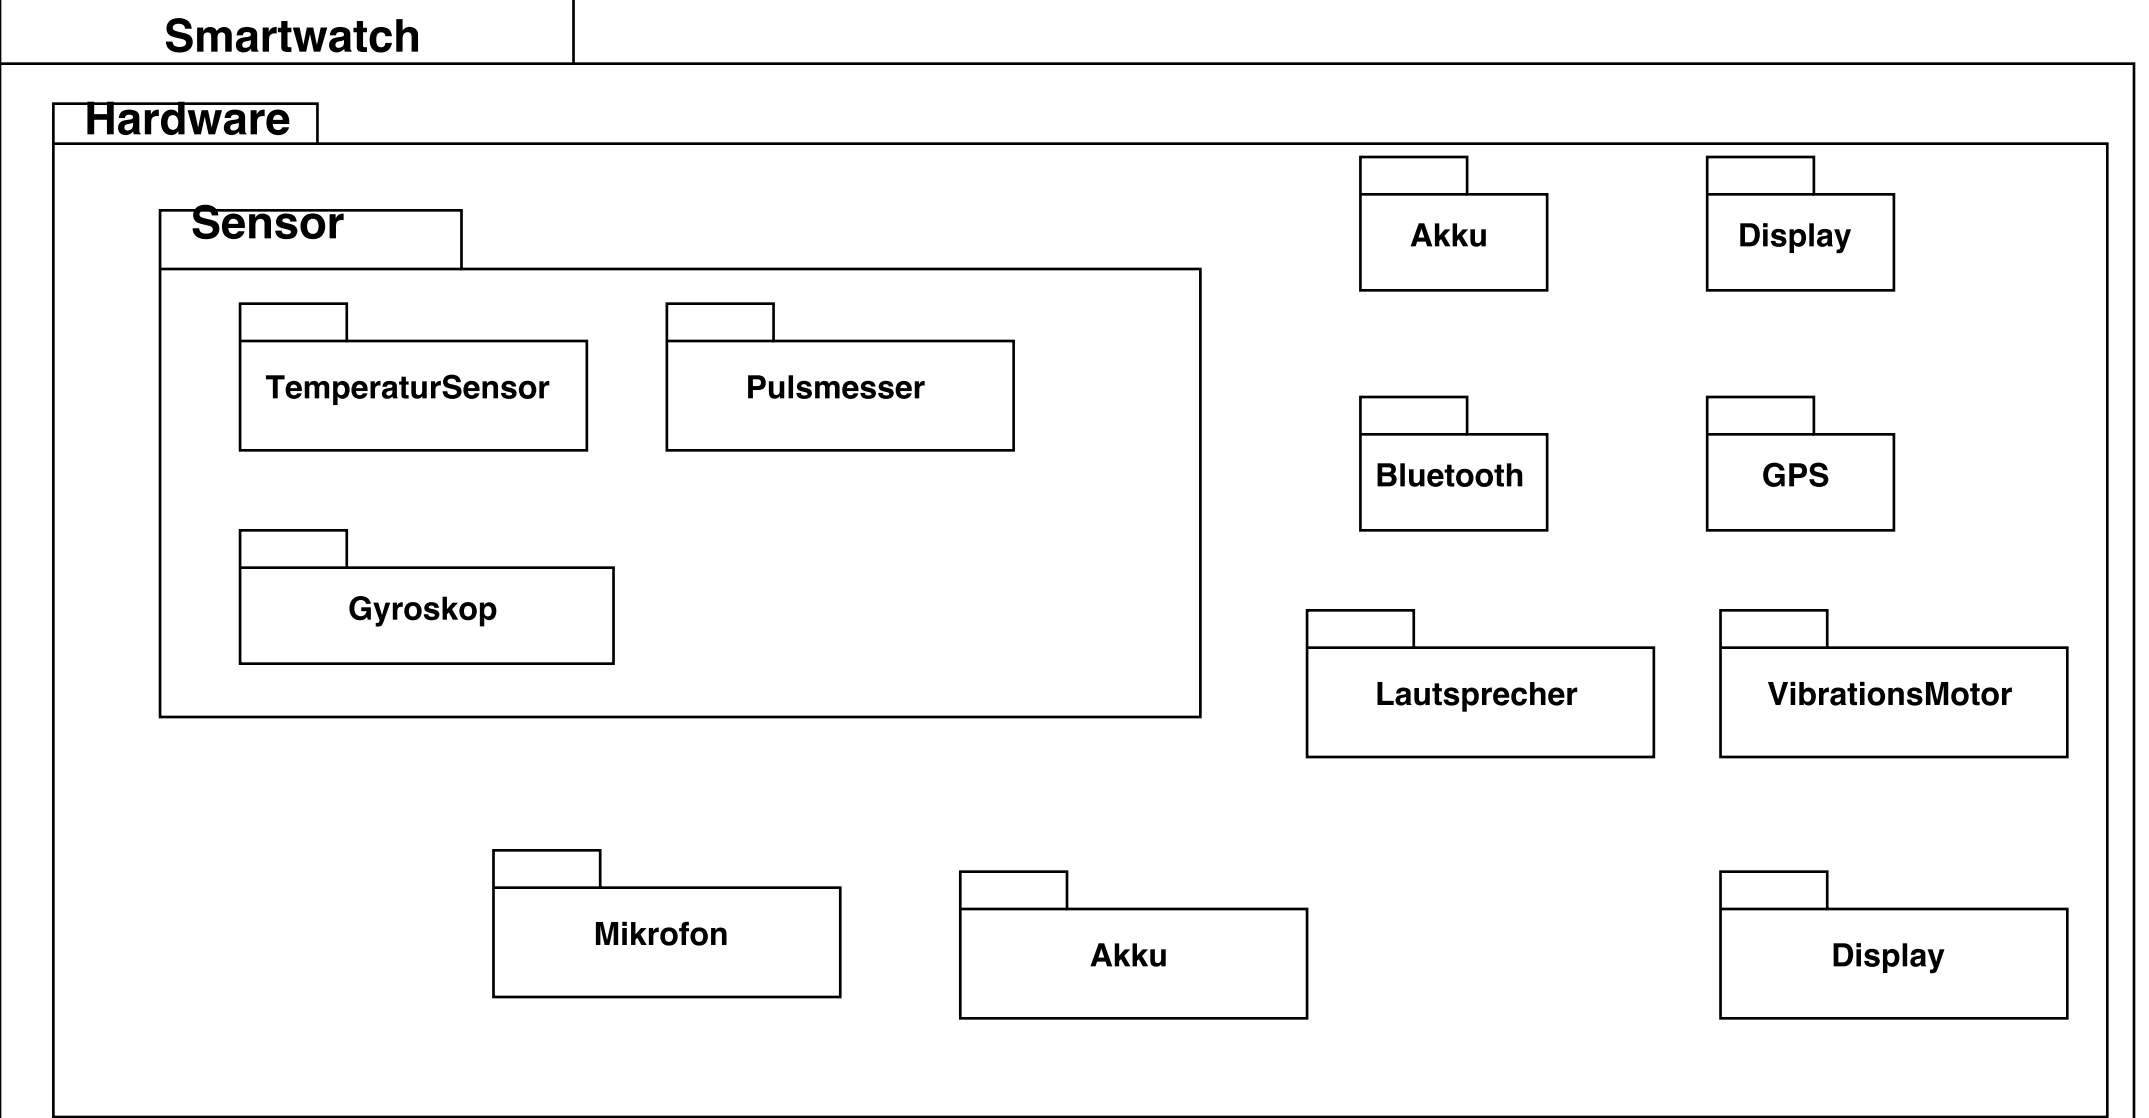 Smartwatch
Hardware
Sensor
Akku
Display
TemperaturSensor
Pulsmesser
Bluetooth
GPS
Gyroskop
Lautsprecher
VibrationsMotor
Mikrofon
Akku
Display